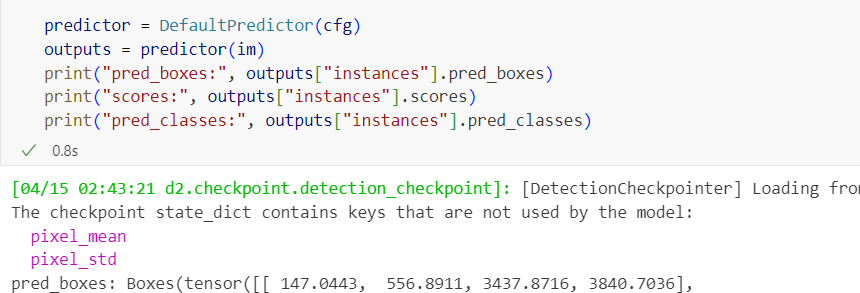 predictor = DefaultPredictor(cfg)
outputs = predictor(im)
print("pred_boxes:", outputs["instances"].pred_boxes)
print("scores:", outputs["instances"].scores)
print("pred_classes:", outputs["instances"].pred_classes)
0.8s
[04/15 02:43:21 d2.checkpoint.detection_checkpoint]: [DetectionCheckpointer] Loading from
The checkpoint state_dict contains keys that are not used by the model:
pixel_mean
pixel_std
pred_boxes: Boxes(tensor([[ 147.0443,  556.8911, 3437.8716, 3840.7036],